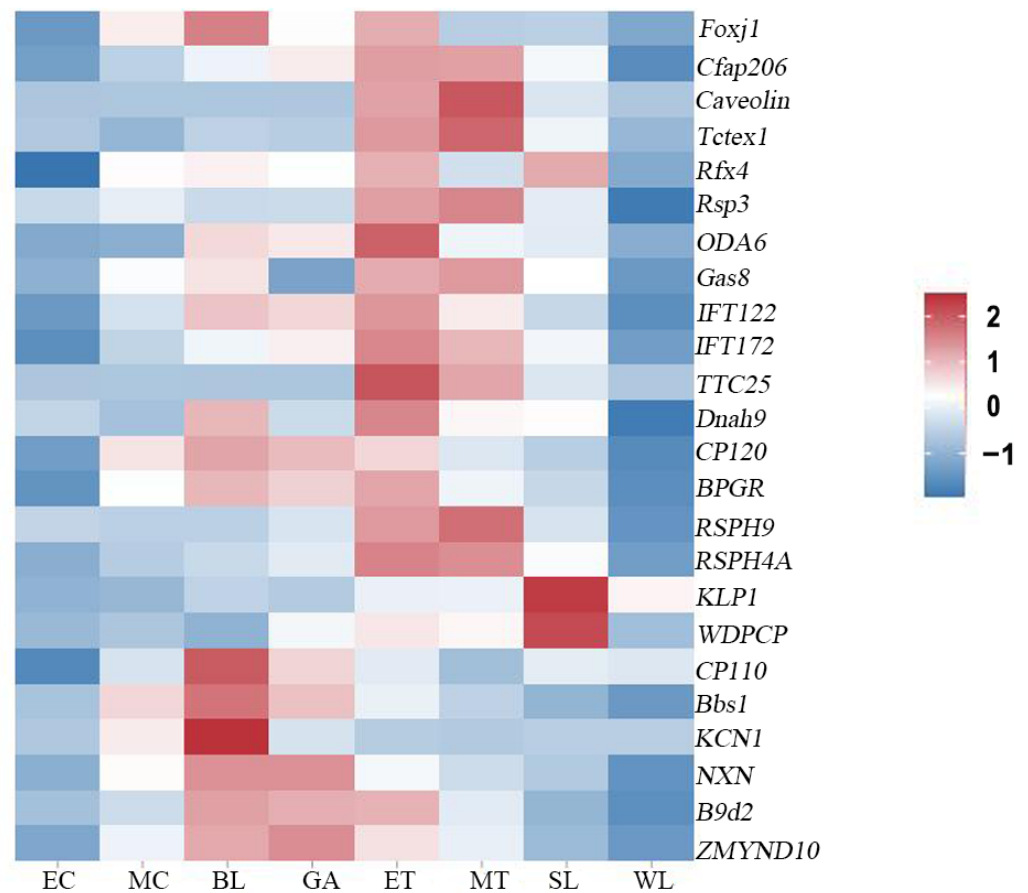 Foxj1
Cfap206
Caveolin
Tctex1
Rfx4
Rsp3
ODA6
Gas8
IFT122
IFT172
TTC25
Dnah9
CP120
BPGR
RSPH9
RSPH4A
KLP1
WDPCP
CP110
Bbs1
KCN1
NXN
B9d2
ZMYND10
EC MC BL GA ET MT SL WL
2
1
0
−1